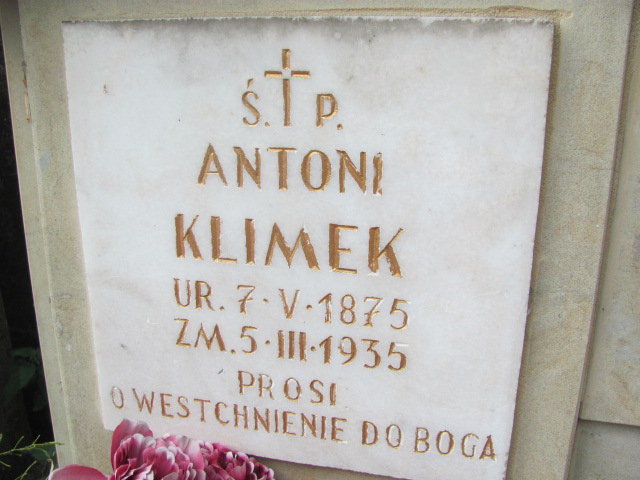 Ś. P.
ANTONI
KLIMEK
UR. 7·V·1875
ZM. 5·III·1935
PROSI
O WESTCHNIENIE DO BOGA